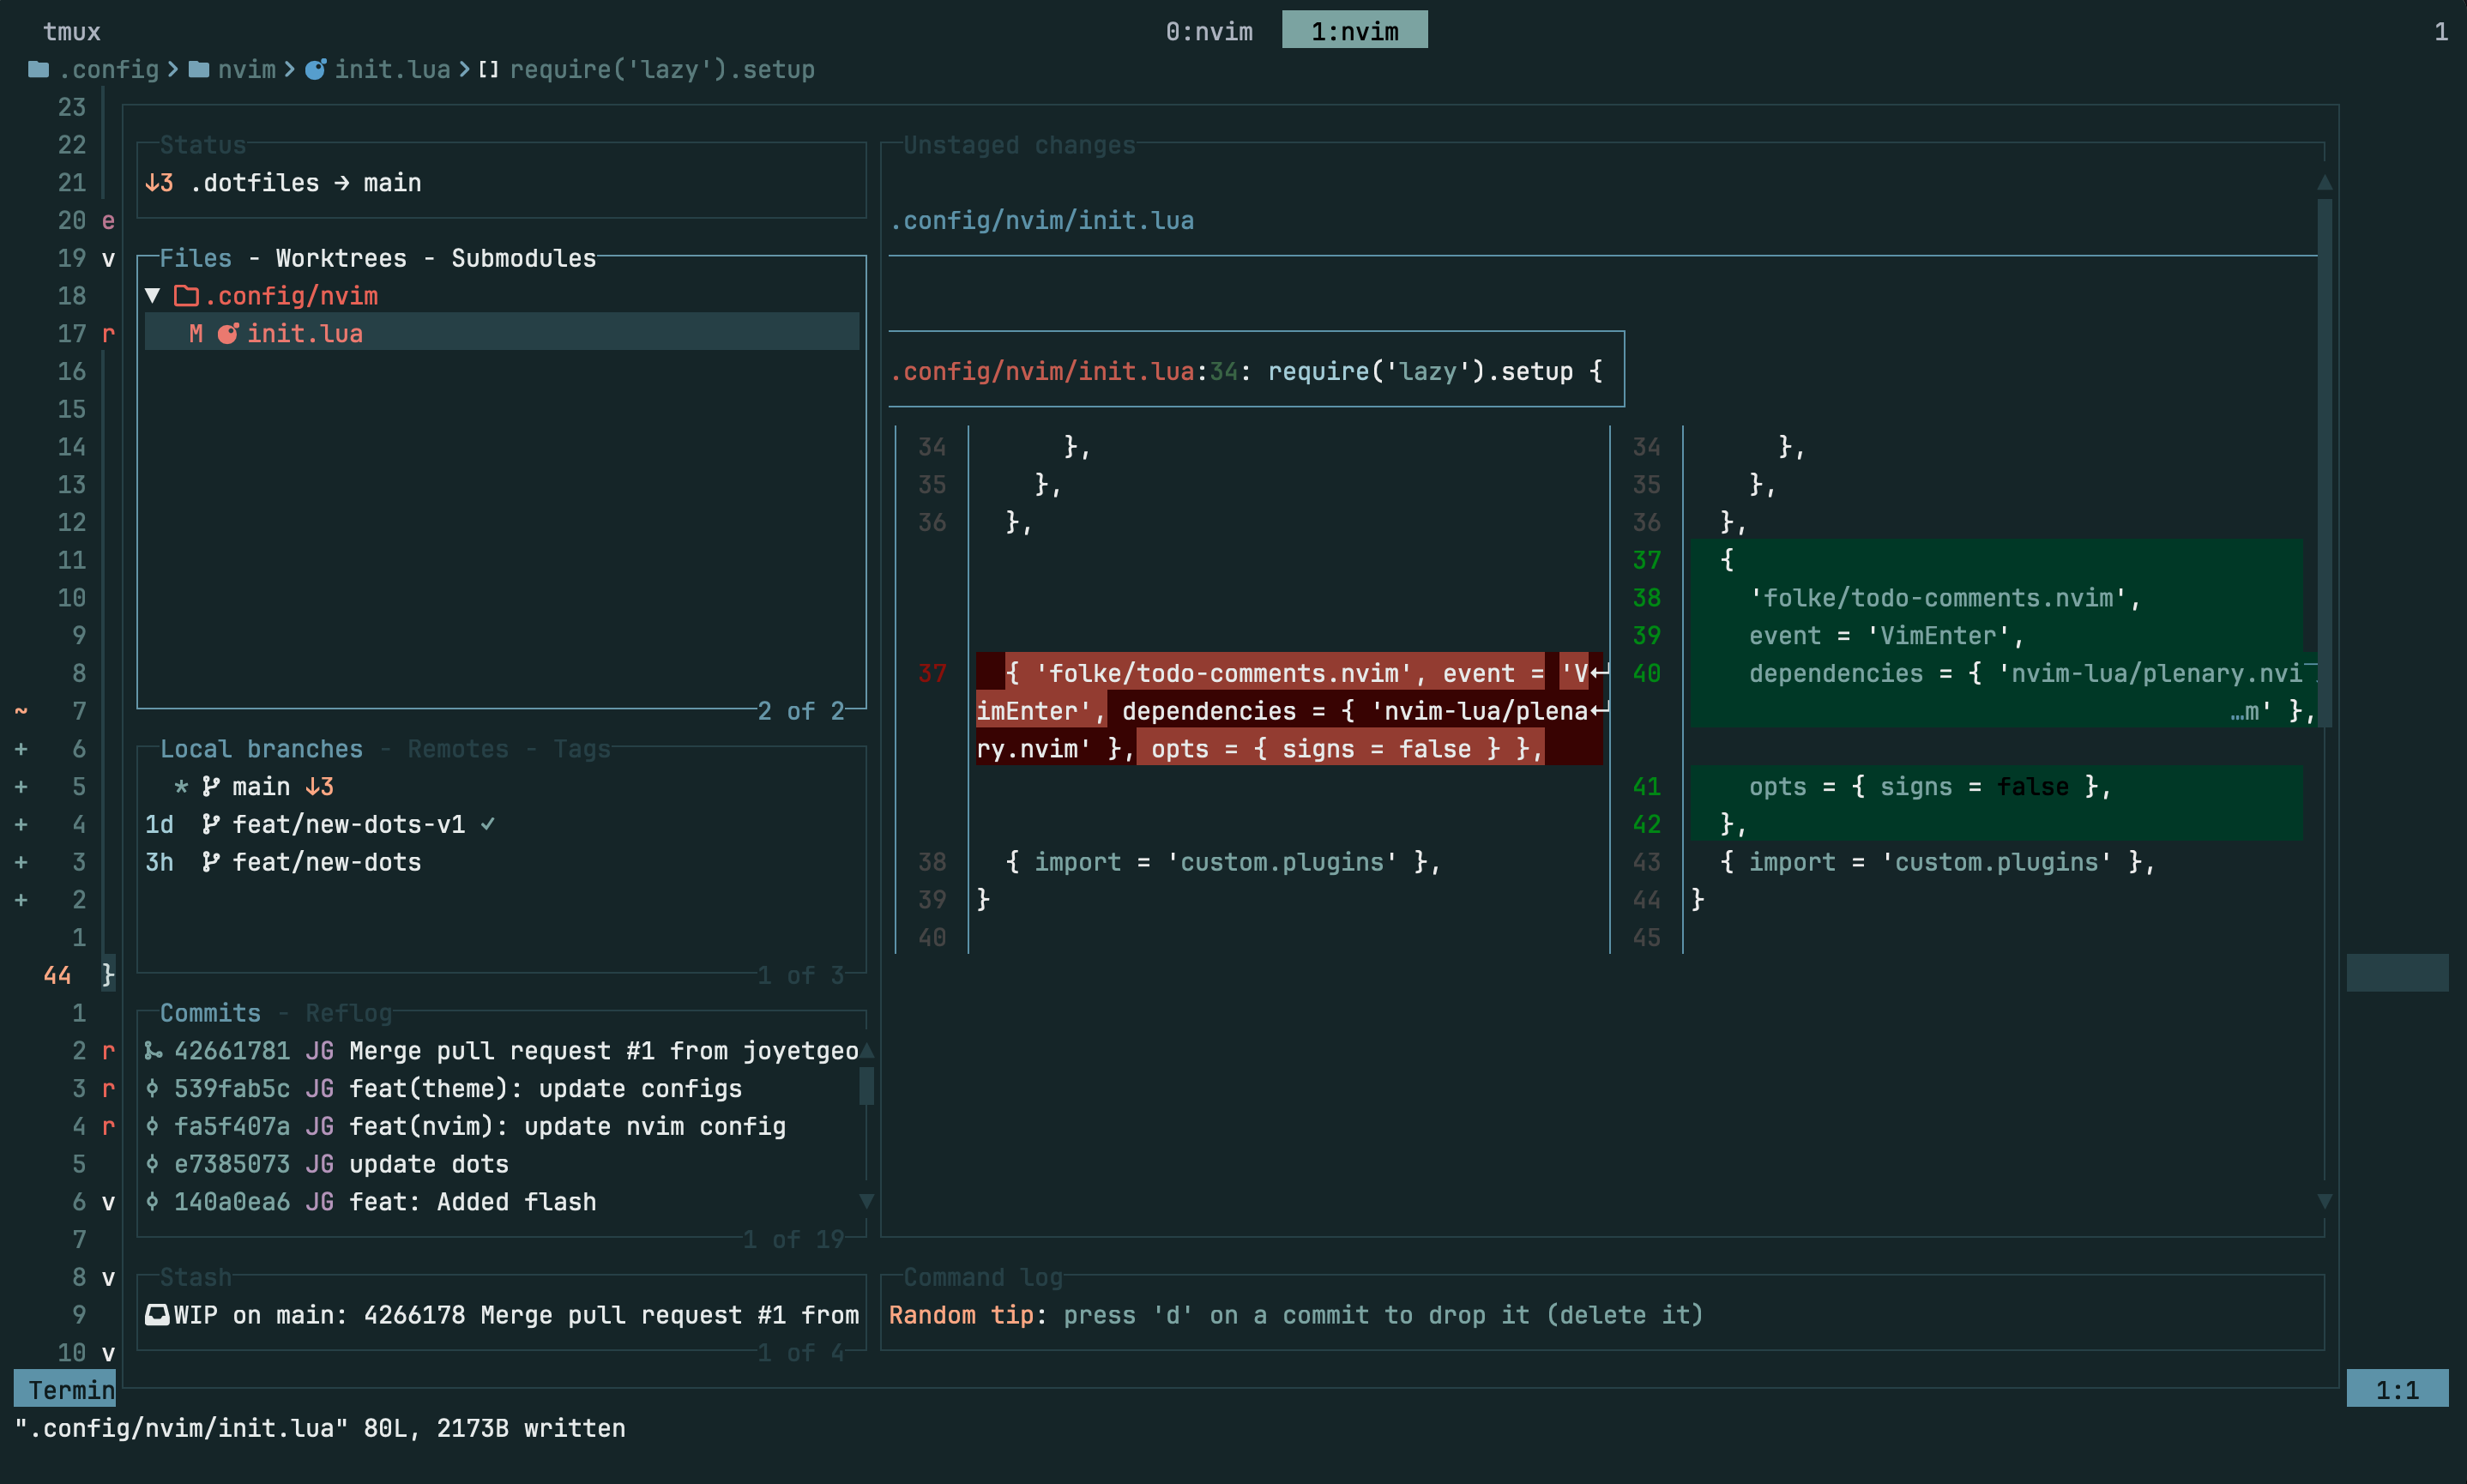 tmux 0:nvim 1:nvim 1
.config > nvim > init.lua > [] require('lazy').setup
23
22
21
20 e
19 v
18
17 r
16
15
14
13
12
11
10
9
8
~ 7
+ 6
+ 5
+ 4
+ 3
+ 2
1
44 }
1
2 r
3 r
4 r
5
6 v
7
8 v
9
10 v
Status
↓3 .dotfiles → main
Files - Worktrees - Submodules
▼ .config/nvim
M init.lua
2 of 2
Local branches - Remotes - Tags
* main ↓3
1d feat/new-dots-v1 ✓
3h feat/new-dots
1 of 3
Commits - Reflog
42661781 JG Merge pull request #1 from joyetgeo
539fab5c JG feat(theme): update configs
fa5f407a JG feat(nvim): update nvim config
e7385073 JG update dots
140a0ea6 JG feat: Added flash
1 of 19
Stash
WIP on main: 4266178 Merge pull request #1 from
1 of 4
Unstaged changes
.config/nvim/init.lua
.config/nvim/init.lua:34: require('lazy').setup {
34 },
35 },
36 },
37 { 'folke/todo-comments.nvim', event = 'V↵
imEnter', dependencies = { 'nvim-lua/plena↵
ry.nvim' }, opts = { signs = false } },
38 { import = 'custom.plugins' },
39 }
40
34 },
35 },
36 },
37 {
38 'folke/todo-comments.nvim',
39 event = 'VimEnter',
40 dependencies = { 'nvim-lua/plenary.nvi
…m' },
41 opts = { signs = false },
42 },
43 { import = 'custom.plugins' },
44 }
45
Command log
Random tip: press 'd' on a commit to drop it (delete it)
Termin 1:1
".config/nvim/init.lua" 80L, 2173B written